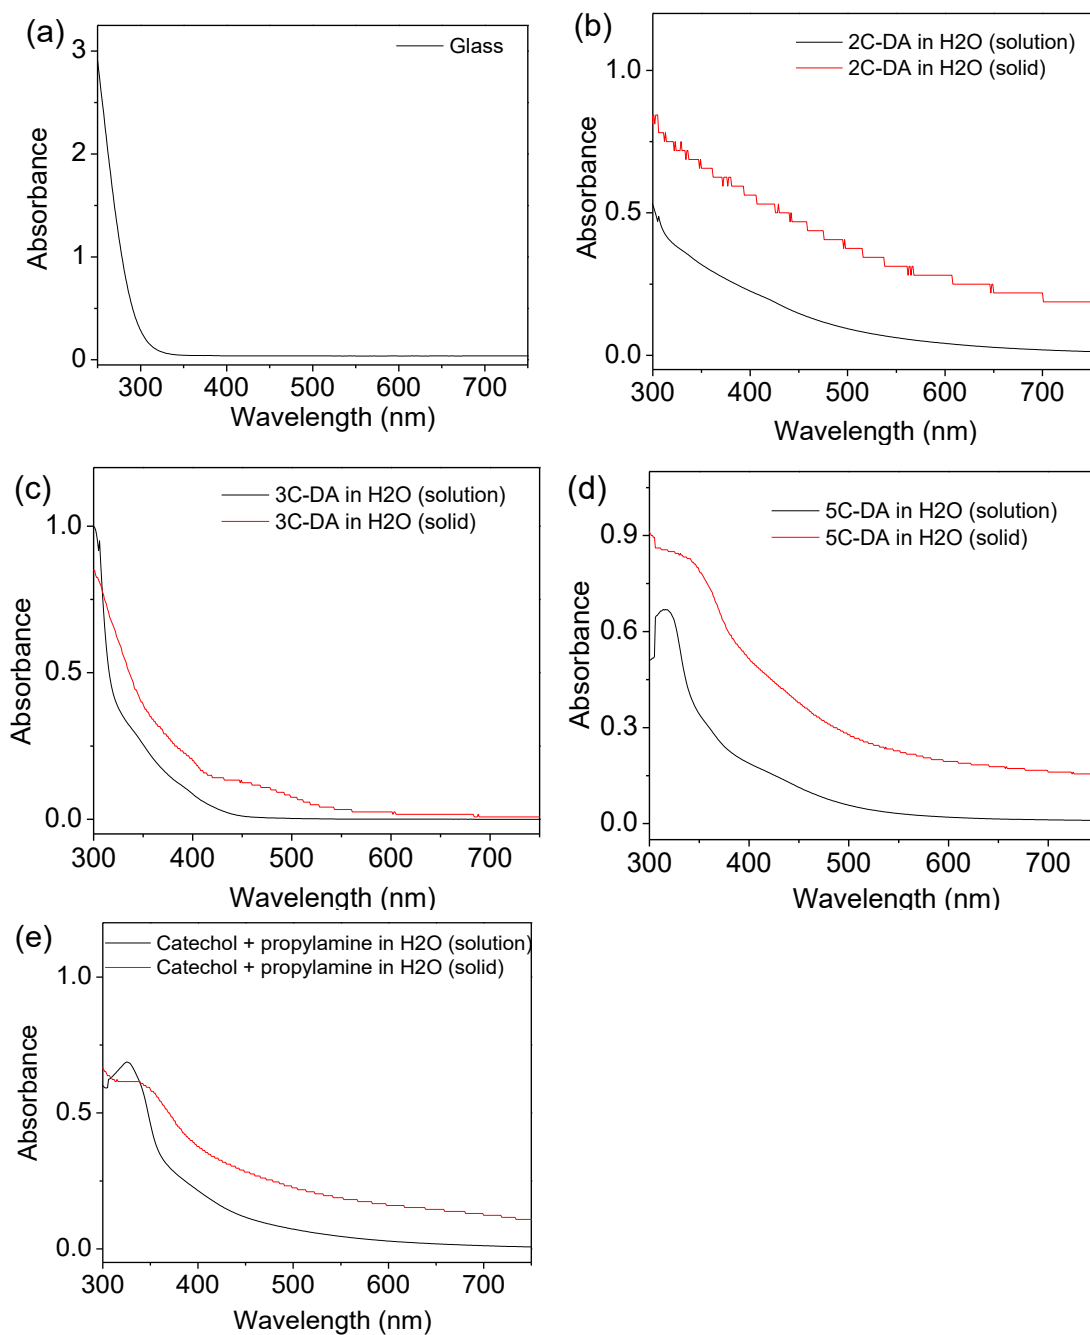 (a)
Glass
3
2
1
0
Absorbance
300 400 500 600 700
Wavelength (nm)
(b)
2C-DA in H2O (solution)
2C-DA in H2O (solid)
1.0
0.5
0.0
Absorbance
300 400 500 600 700
Wavelength (nm)
(c)
3C-DA in H2O (solution)
3C-DA in H2O (solid)
1.0
0.5
0.0
Absorbance
300 400 500 600 700
Wavelength (nm)
(d)
5C-DA in H2O (solution)
5C-DA in H2O (solid)
0.9
0.6
0.3
0.0
Absorbance
300 400 500 600 700
Wavelength (nm)
(e)
Catechol + propylamine in H2O (solution)
Catechol + propylamine in H2O (solid)
1.0
0.5
0.0
Absorbance
300 400 500 600 700
Wavelength (nm)